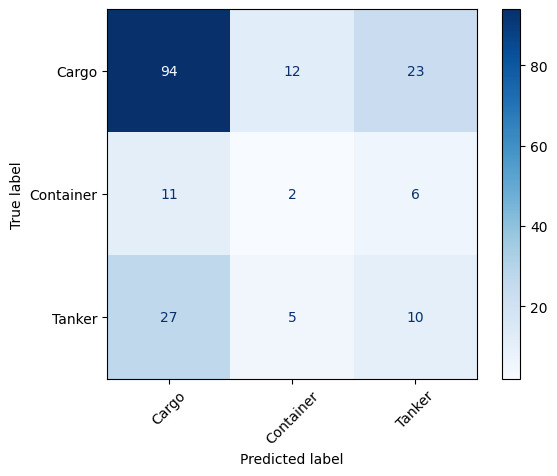 True label
Cargo
94 12 23
Container
11 2 6
Tanker
27 5 10
Cargo Container Tanker
Predicted label
80
60
40
20